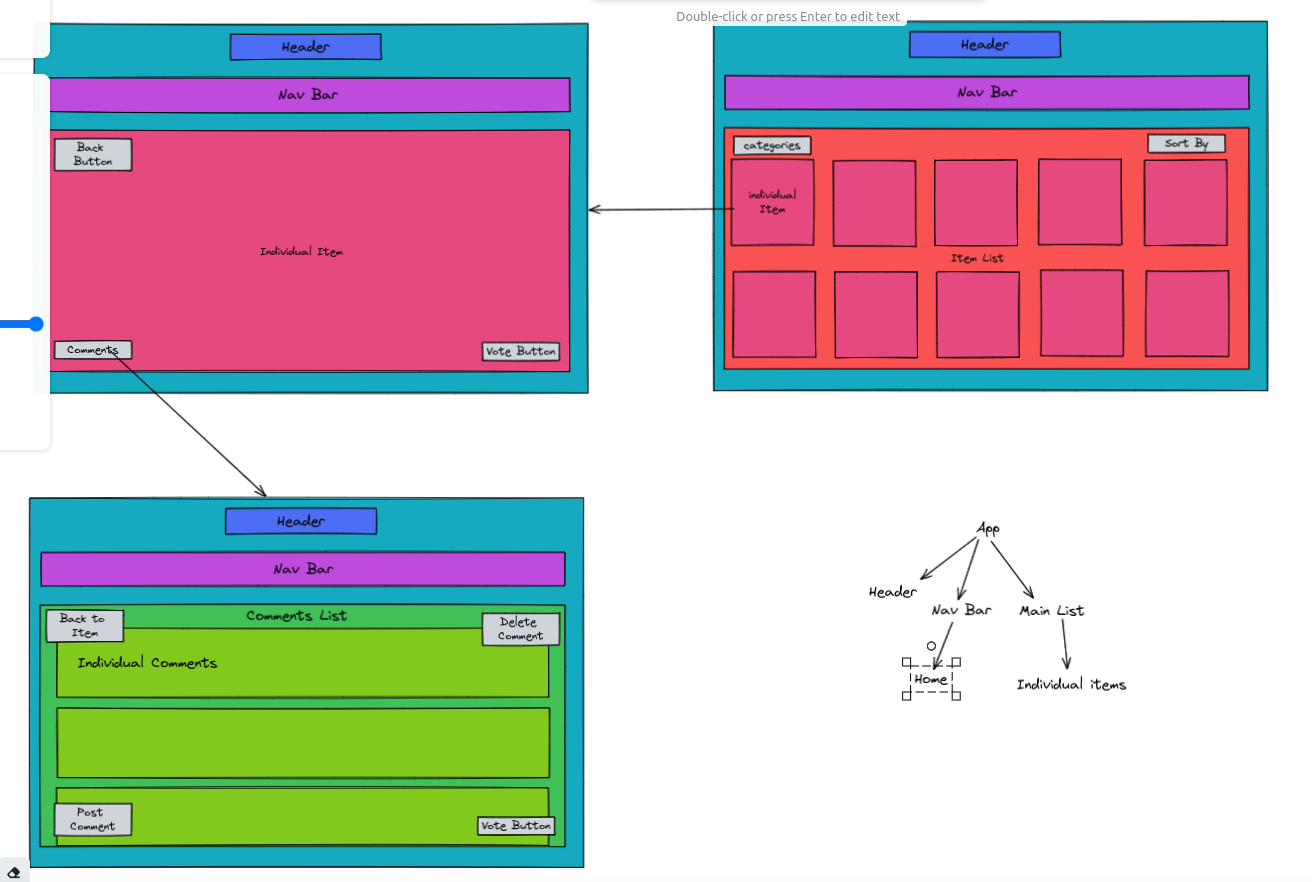 Double-click or press Enter to edit text
Header
Nav Bar
Back
Button
Individual Item
Comments
Vote Button
Header
Nav Bar
categories
Sort By
individual
Item
Item List
Header
Nav Bar
Back to
Item
Comments List
Delete
Comment
Individual Comments
Post
Comment
Vote Button
App
Header
Nav Bar
Main List
Home
Individual items